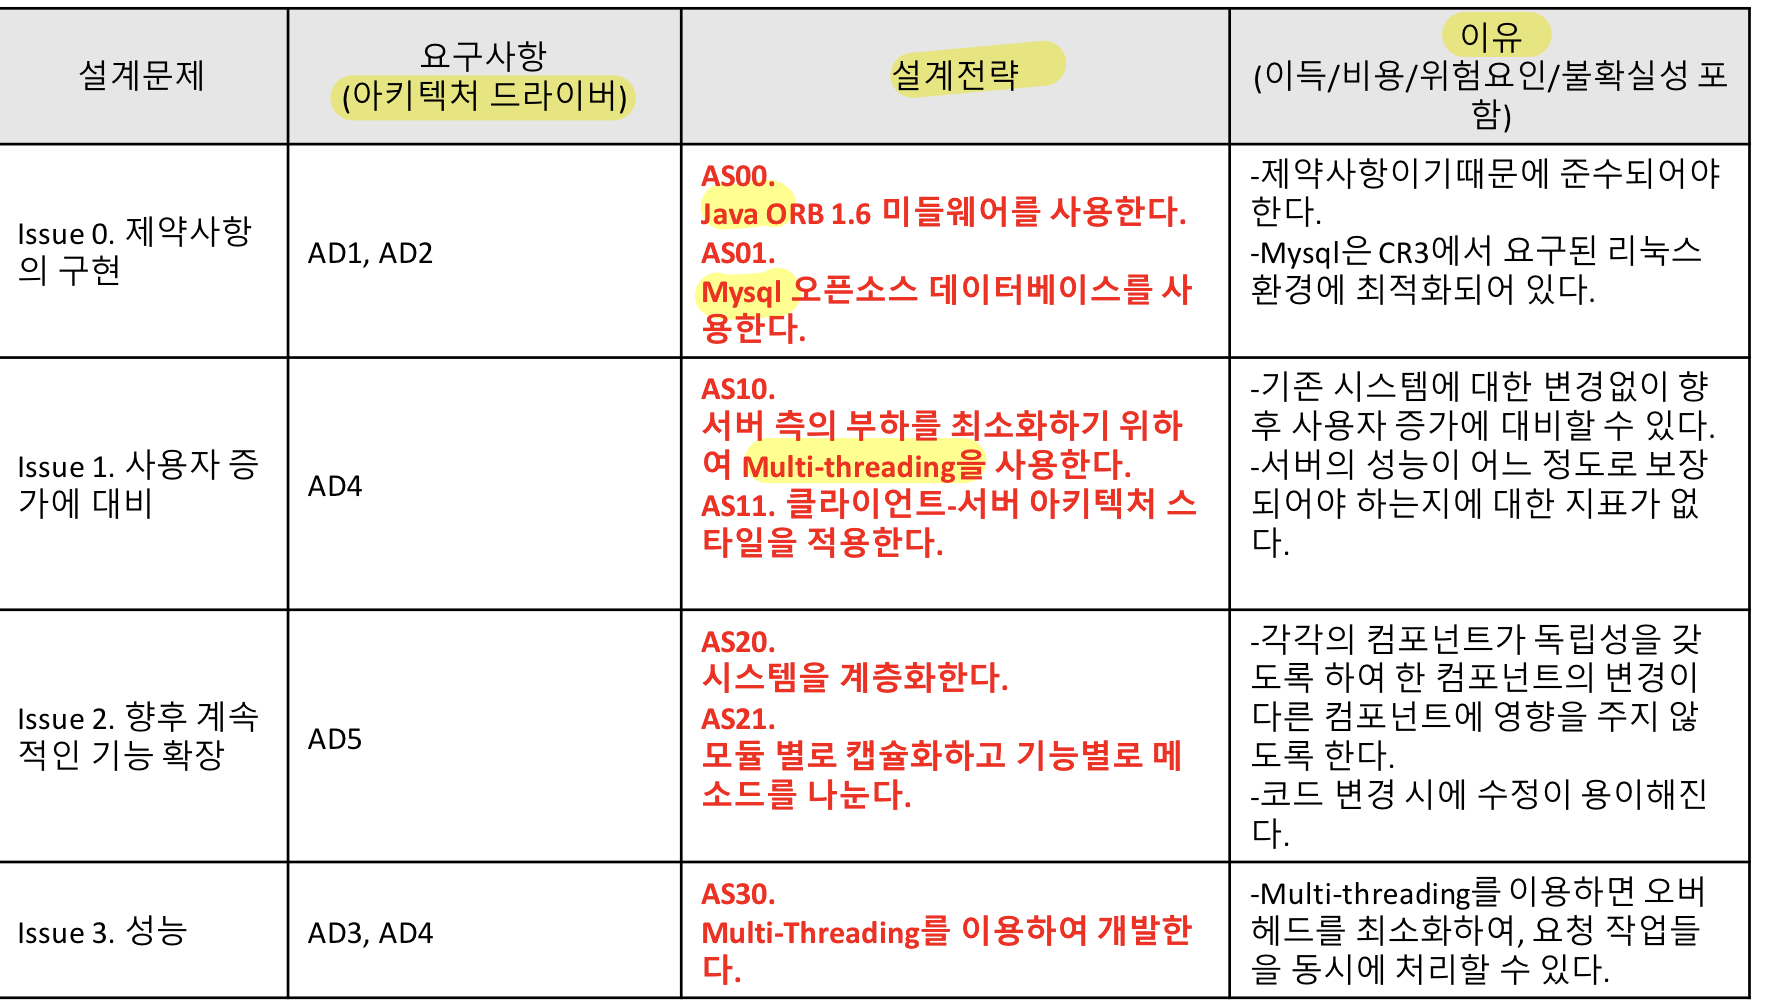 설계문제
요구사항
(아키텍처 드라이버)
설계전략
이유
(이득/비용/위험요인/불확실성 포
함)
Issue 0. 제약사항
의 구현
AD1, AD2
AS00.
Java ORB 1.6 미들웨어를 사용한다.
AS01.
Mysql 오픈소스 데이터베이스를 사
용한다.
-제약사항이기때문에 준수되어야
한다.
-Mysql은 CR3에서 요구된 리눅스
환경에 최적화되어 있다.
Issue 1. 사용자 증
가에 대비
AD4
AS10.
서버 측의 부하를 최소화하기 위하
여 Multi-threading을 사용한다.
AS11. 클라이언트-서버 아키텍처 스
타일을 적용한다.
-기존 시스템에 대한 변경없이 향
후 사용자 증가에 대비할 수 있다.
-서버의 성능이 어느 정도로 보장
되어야 하는지에 대한 지표가 없
다.
Issue 2. 향후 계속
적인 기능 확장
AD5
AS20.
시스템을 계층화한다.
AS21.
모듈 별로 캡슐화하고 기능별로 메
소드를 나눈다.
-각각의 컴포넌트가 독립성을 갖
도록 하여 한 컴포넌트의 변경이
다른 컴포넌트에 영향을 주지 않
도록 한다.
-코드 변경 시에 수정이 용이해진
다.
Issue 3. 성능
AD3, AD4
AS30.
Multi-Threading를 이용하여 개발한
다.
-Multi-threading를 이용하면 오버
헤드를 최소화하여, 요청 작업들
을 동시에 처리할 수 있다.